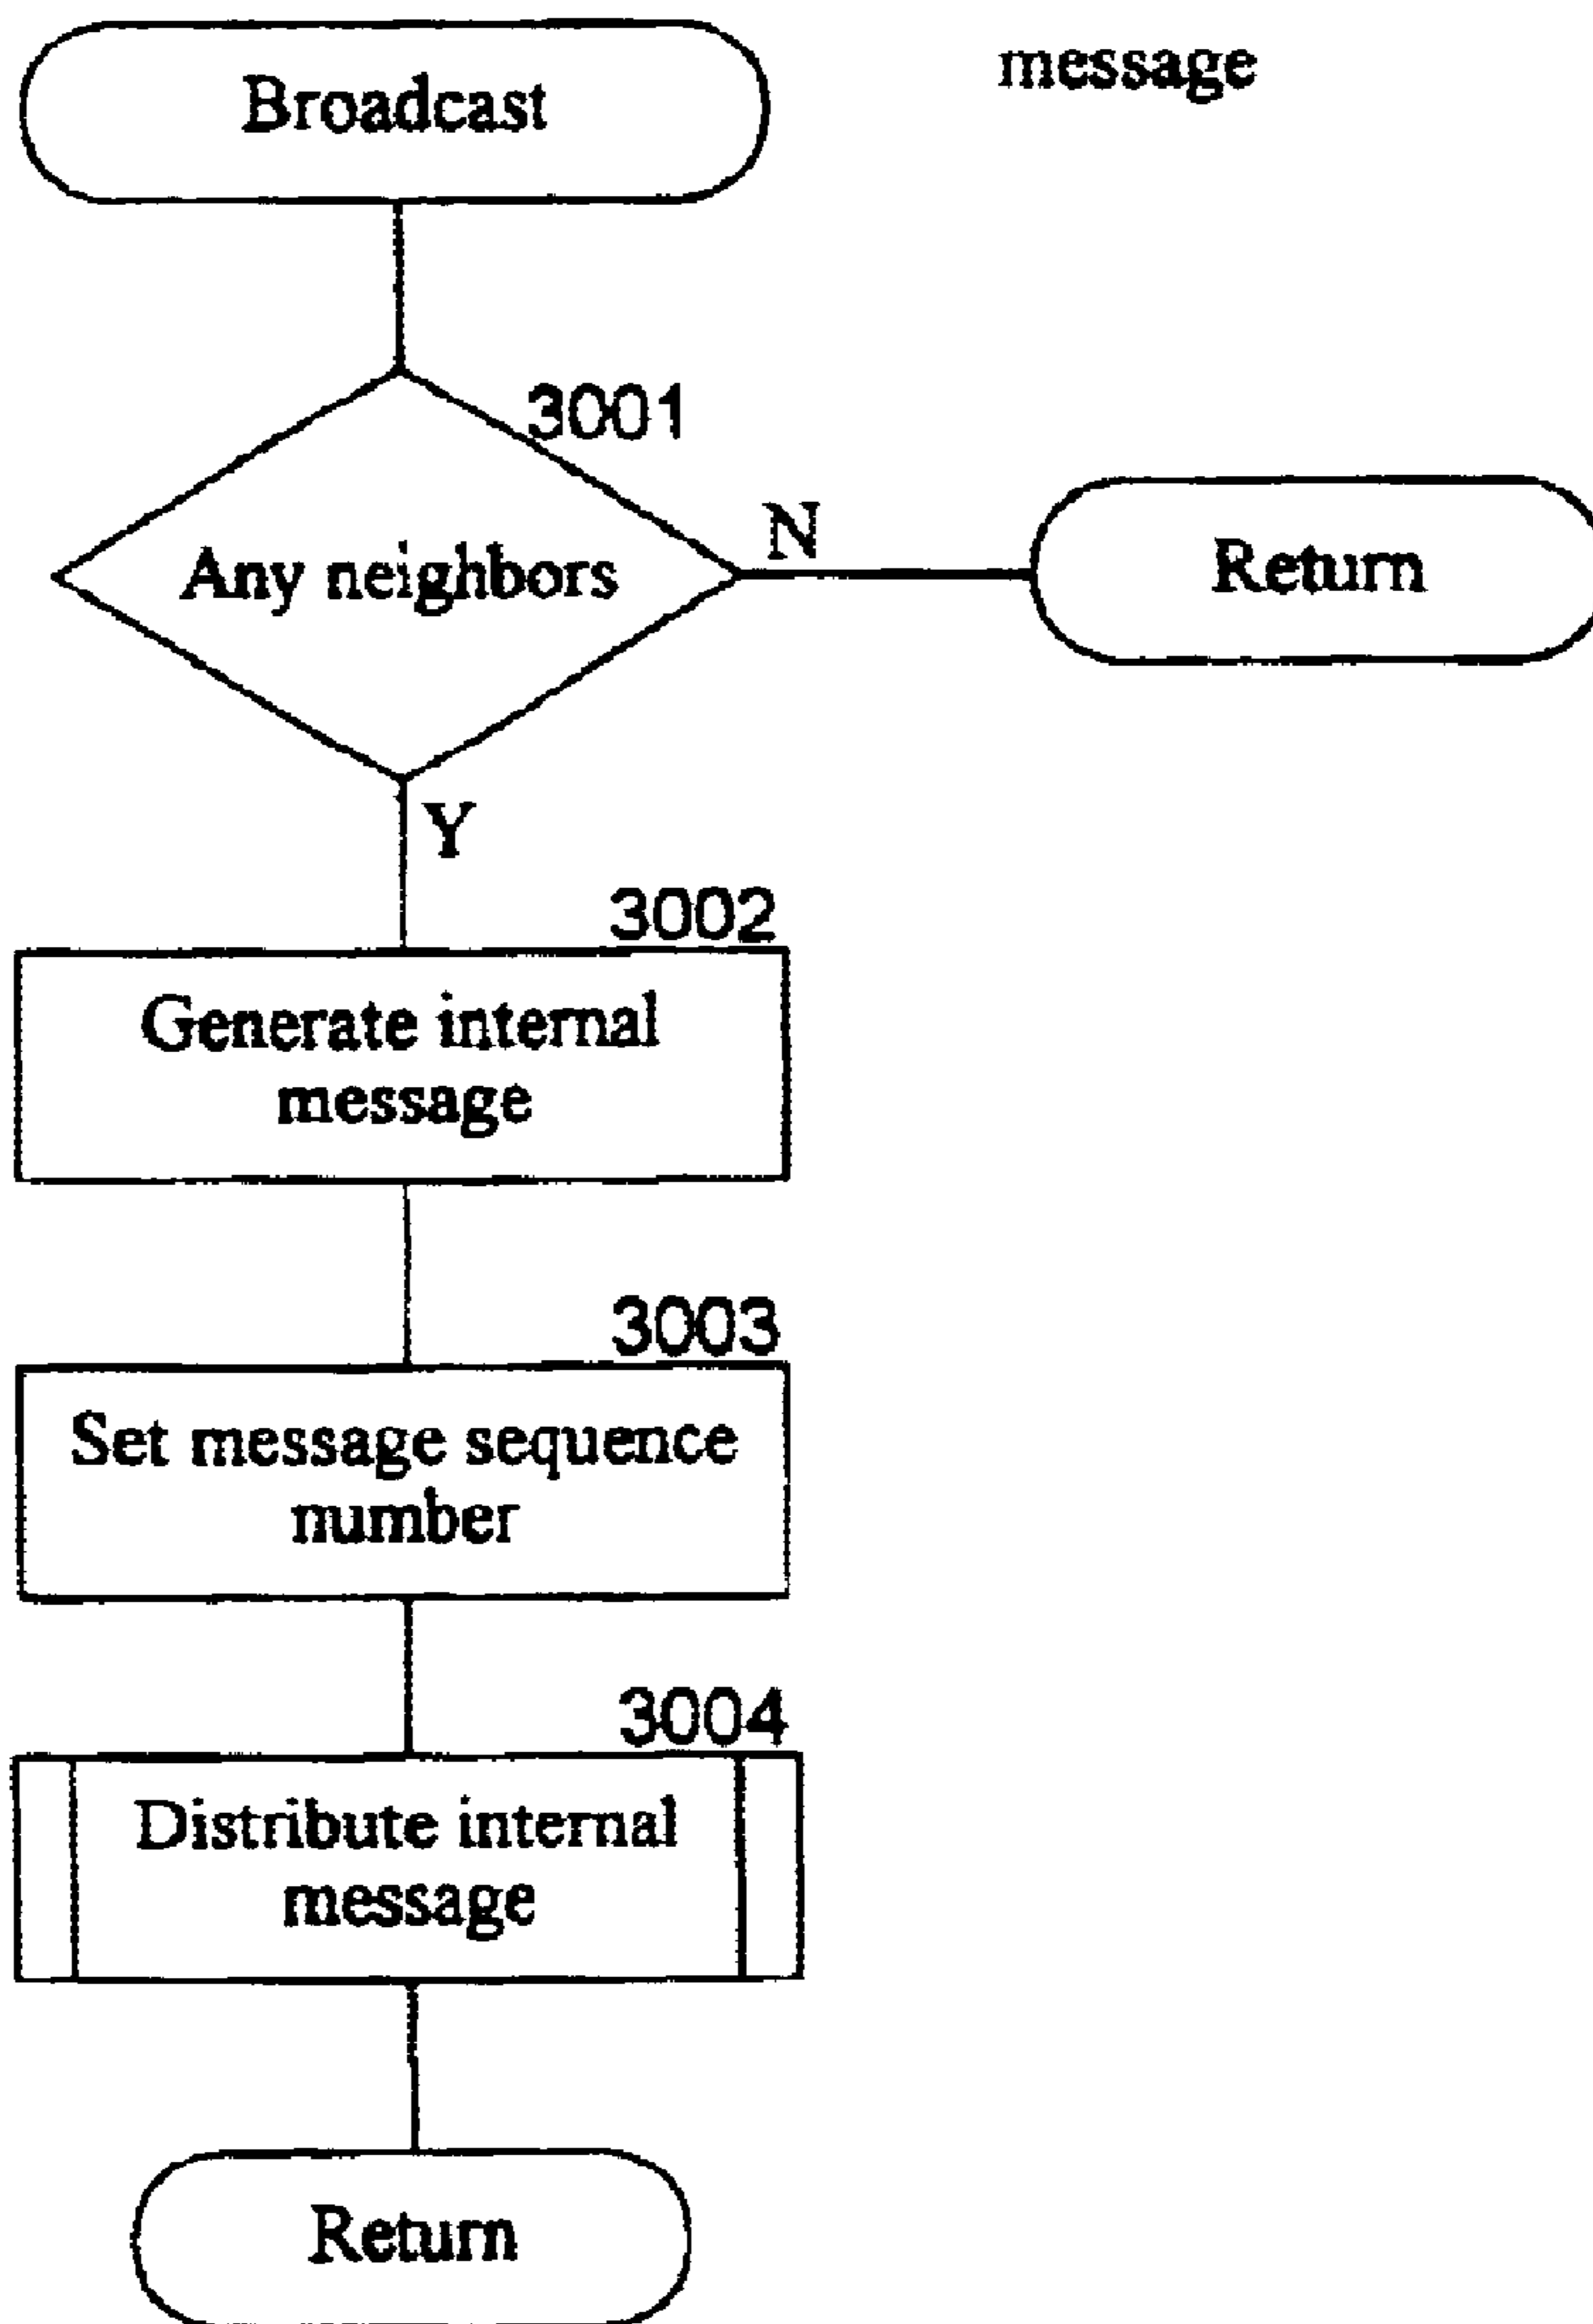 Broadcast
message
3001
Any neighbors
N
Return
Y
3002
Generate internal
message
3003
Set message sequence
number
3004
Distribute internal
message
Return